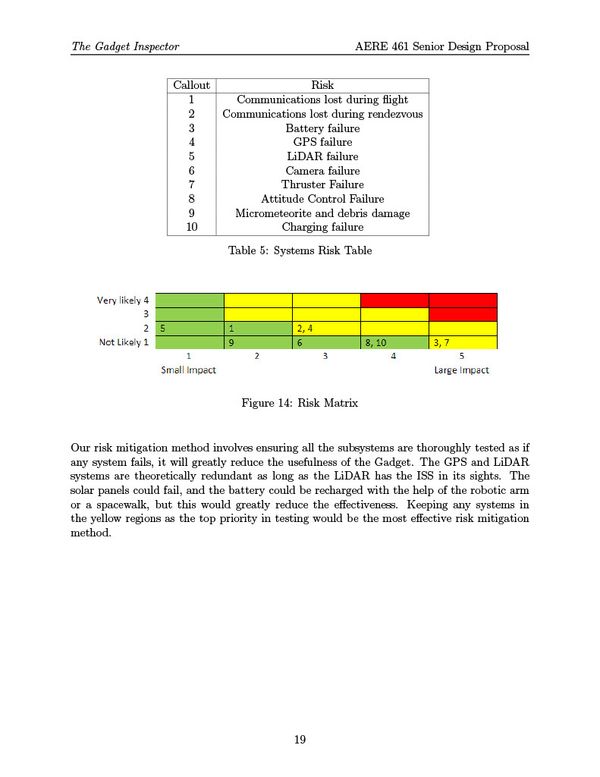 The Gadget Inspector AERE 461 Senior Design Proposal
Callout Risk
1 Communications lost during flight
2 Communications lost during rendezvous
3 Battery failure
4 GPS failure
5 LiDAR failure
6 Camera failure
7 Thruster Failure
8 Attitude Control Failure
9 Micrometeorite and debris damage
10 Charging failure
Table 5: Systems Risk Table
Very likely 4
3
2 5 1 2, 4
Not Likely 1 9 6 8, 10 3, 7
1 2 3 4 5
Small Impact Large Impact
Figure 14: Risk Matrix
Our risk mitigation method involves ensuring all the subsystems are thoroughly tested as if
any system fails, it will greatly reduce the usefulness of the Gadget. The GPS and LiDAR
systems are theoretically redundant as long as the LiDAR has the ISS in its sights. The
solar panels could fail, and the battery could be recharged with the help of the robotic arm
or a spacewalk, but this would greatly reduce the effectiveness. Keeping any systems in
the yellow regions as the top priority in testing would be the most effective risk mitigation
method.
19